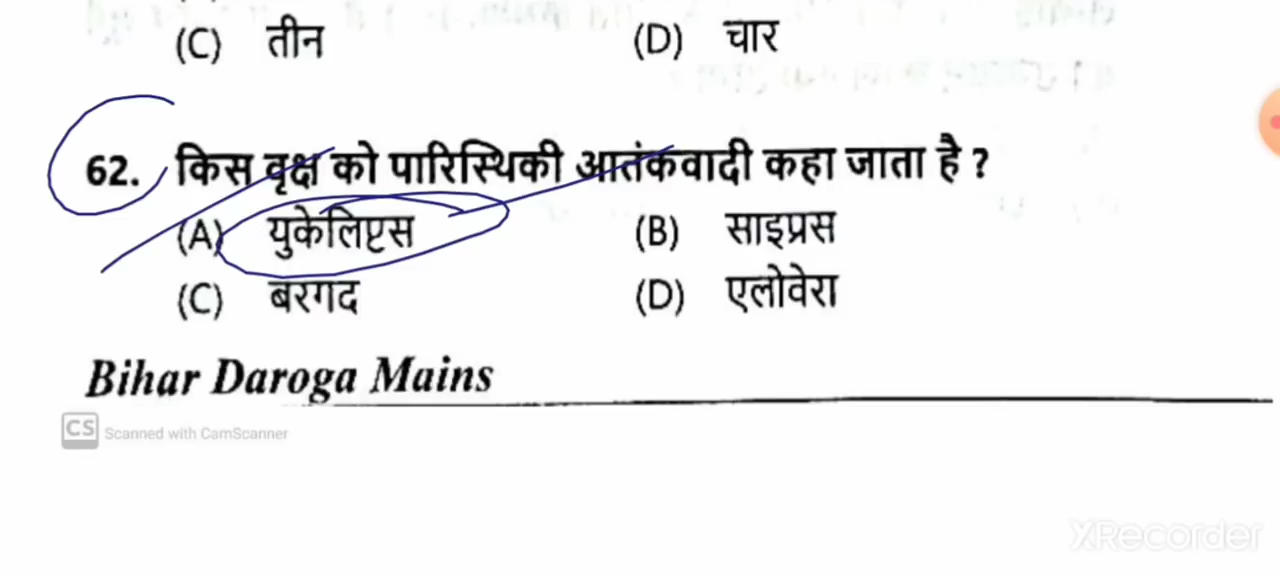 (C) तीन (D) चार
62. किस वृक्ष को पारिस्थिकी आतंकवादी कहा जाता है ?
(A) युकेलिप्टस (B) साइप्रस
(C) बरगद (D) एलोवेरा
Bihar Daroga Mains
CS Scanned with CamScanner
XRecorder